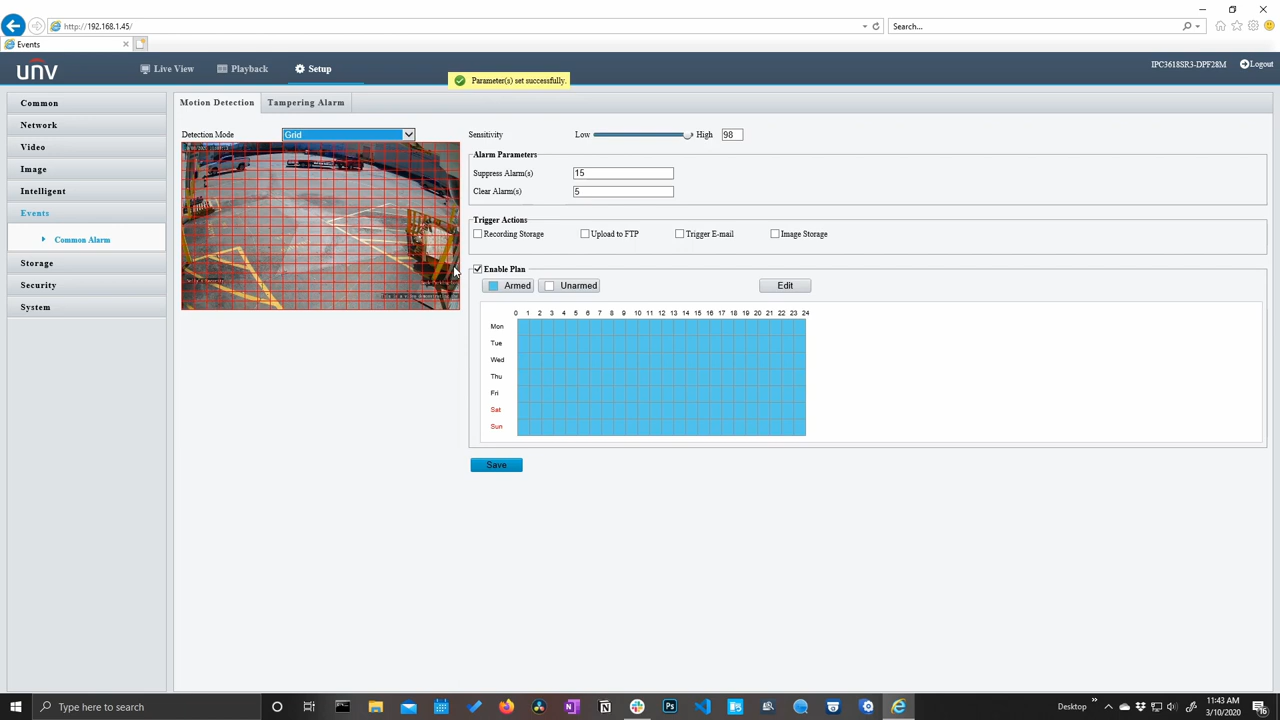 http://192.168.1.45/
Search...
Events
unv
Live View
Playback
Setup
Parameter(s) set successfully.
IPC3618SR3-DPF28M
Logout
Common
Network
Video
Image
Intelligent
Events
Common Alarm
Storage
Security
System
Motion Detection
Tampering Alarm
Detection Mode
Grid
Sensitivity
Low
High
98
Alarm Parameters
Suppress Alarm(s)
15
Clear Alarm(s)
5
Trigger Actions
Recording Storage
Upload to FTP
Trigger E-mail
Image Storage
Enable Plan
Armed
Unarmed
Edit
0 1 2 3 4 5 6 7 8 9 10 11 12 13 14 15 16 17 18 19 20 21 22 23 24
Mon
Tue
Wed
Thu
Fri
Sat
Sun
Save
Type here to search
Desktop
11:43 AM
3/10/2020
16